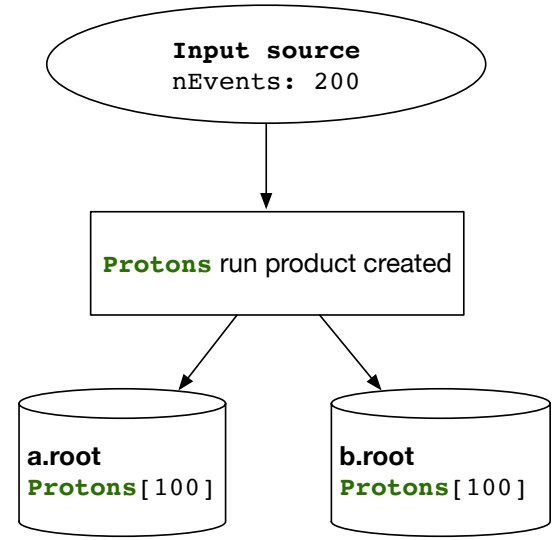 Input source
nEvents: 200
Protons run product created
a.root
Protons[100]
b.root
Protons[100]